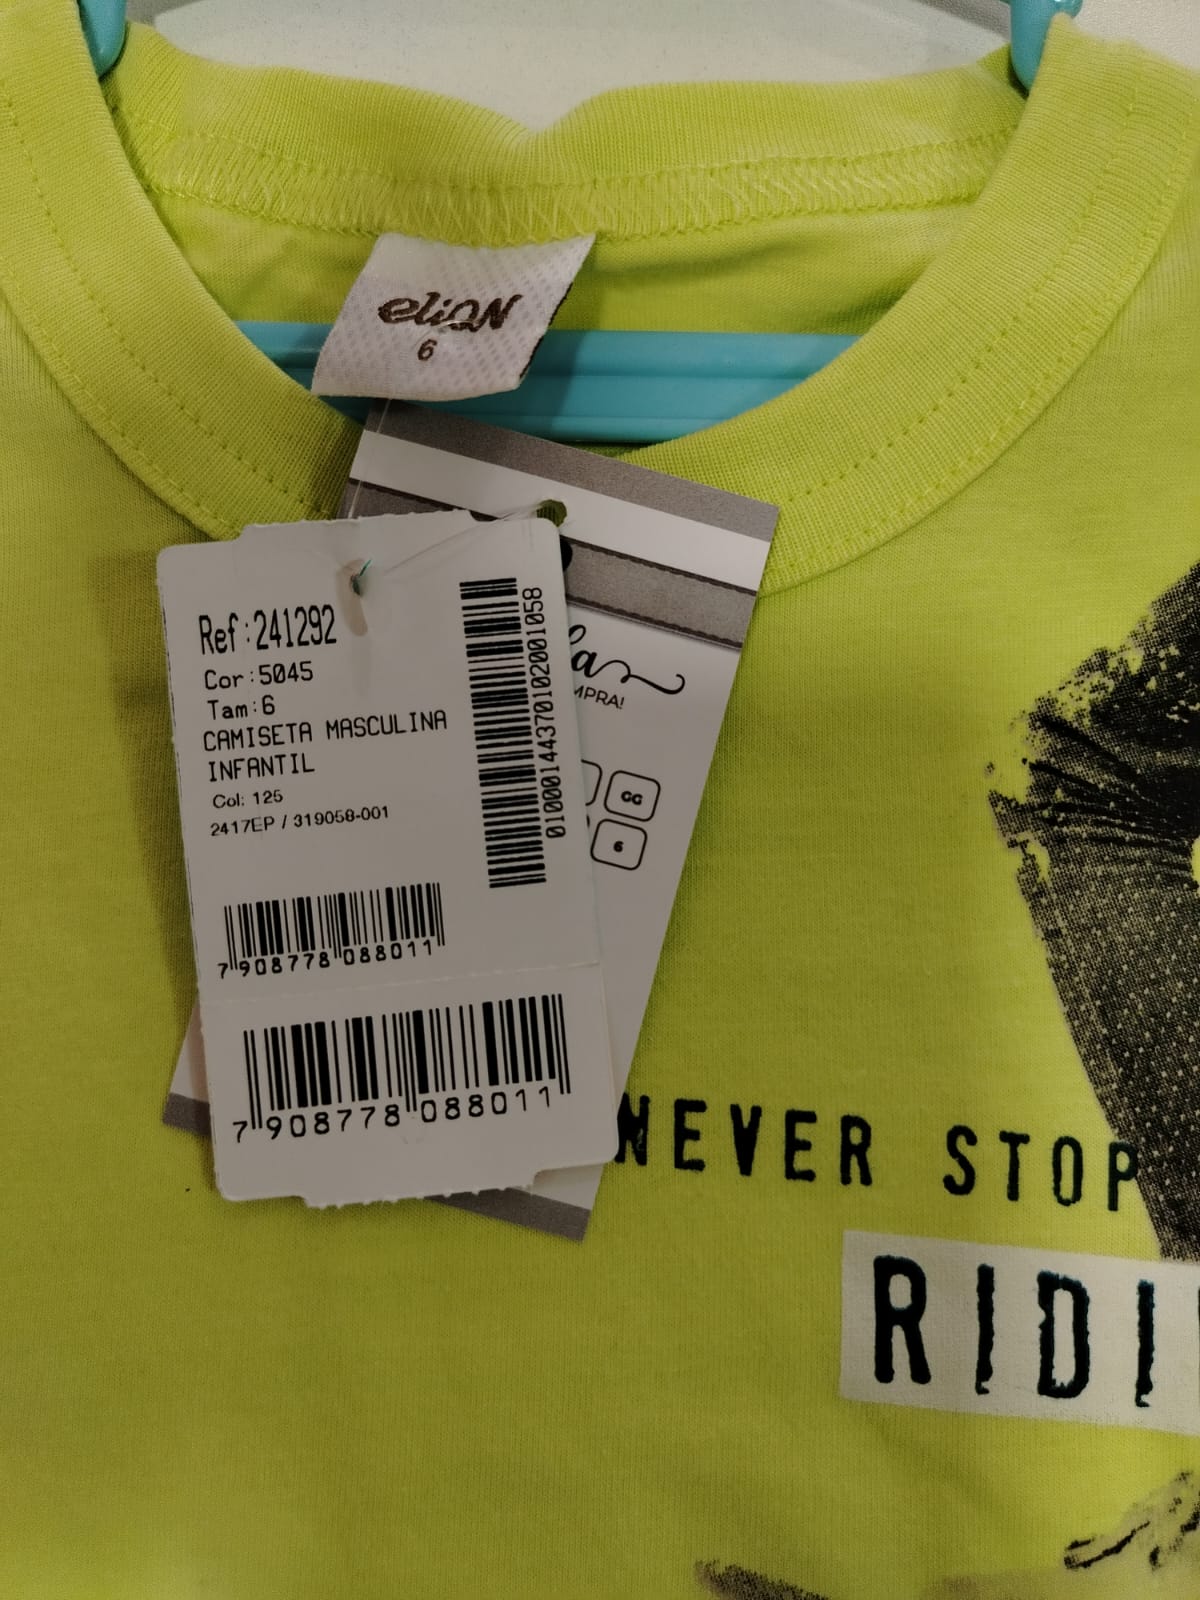 eliaN
6
Ref:241292
Cor:5045
Tam:6
CAMISETA MASCULINA
INFANTIL
Col: 125
2417EP / 319058-001
01000144370102001058
7 908778 088011
7 908778 088011
GG
6
NEVER STOP
RIDI